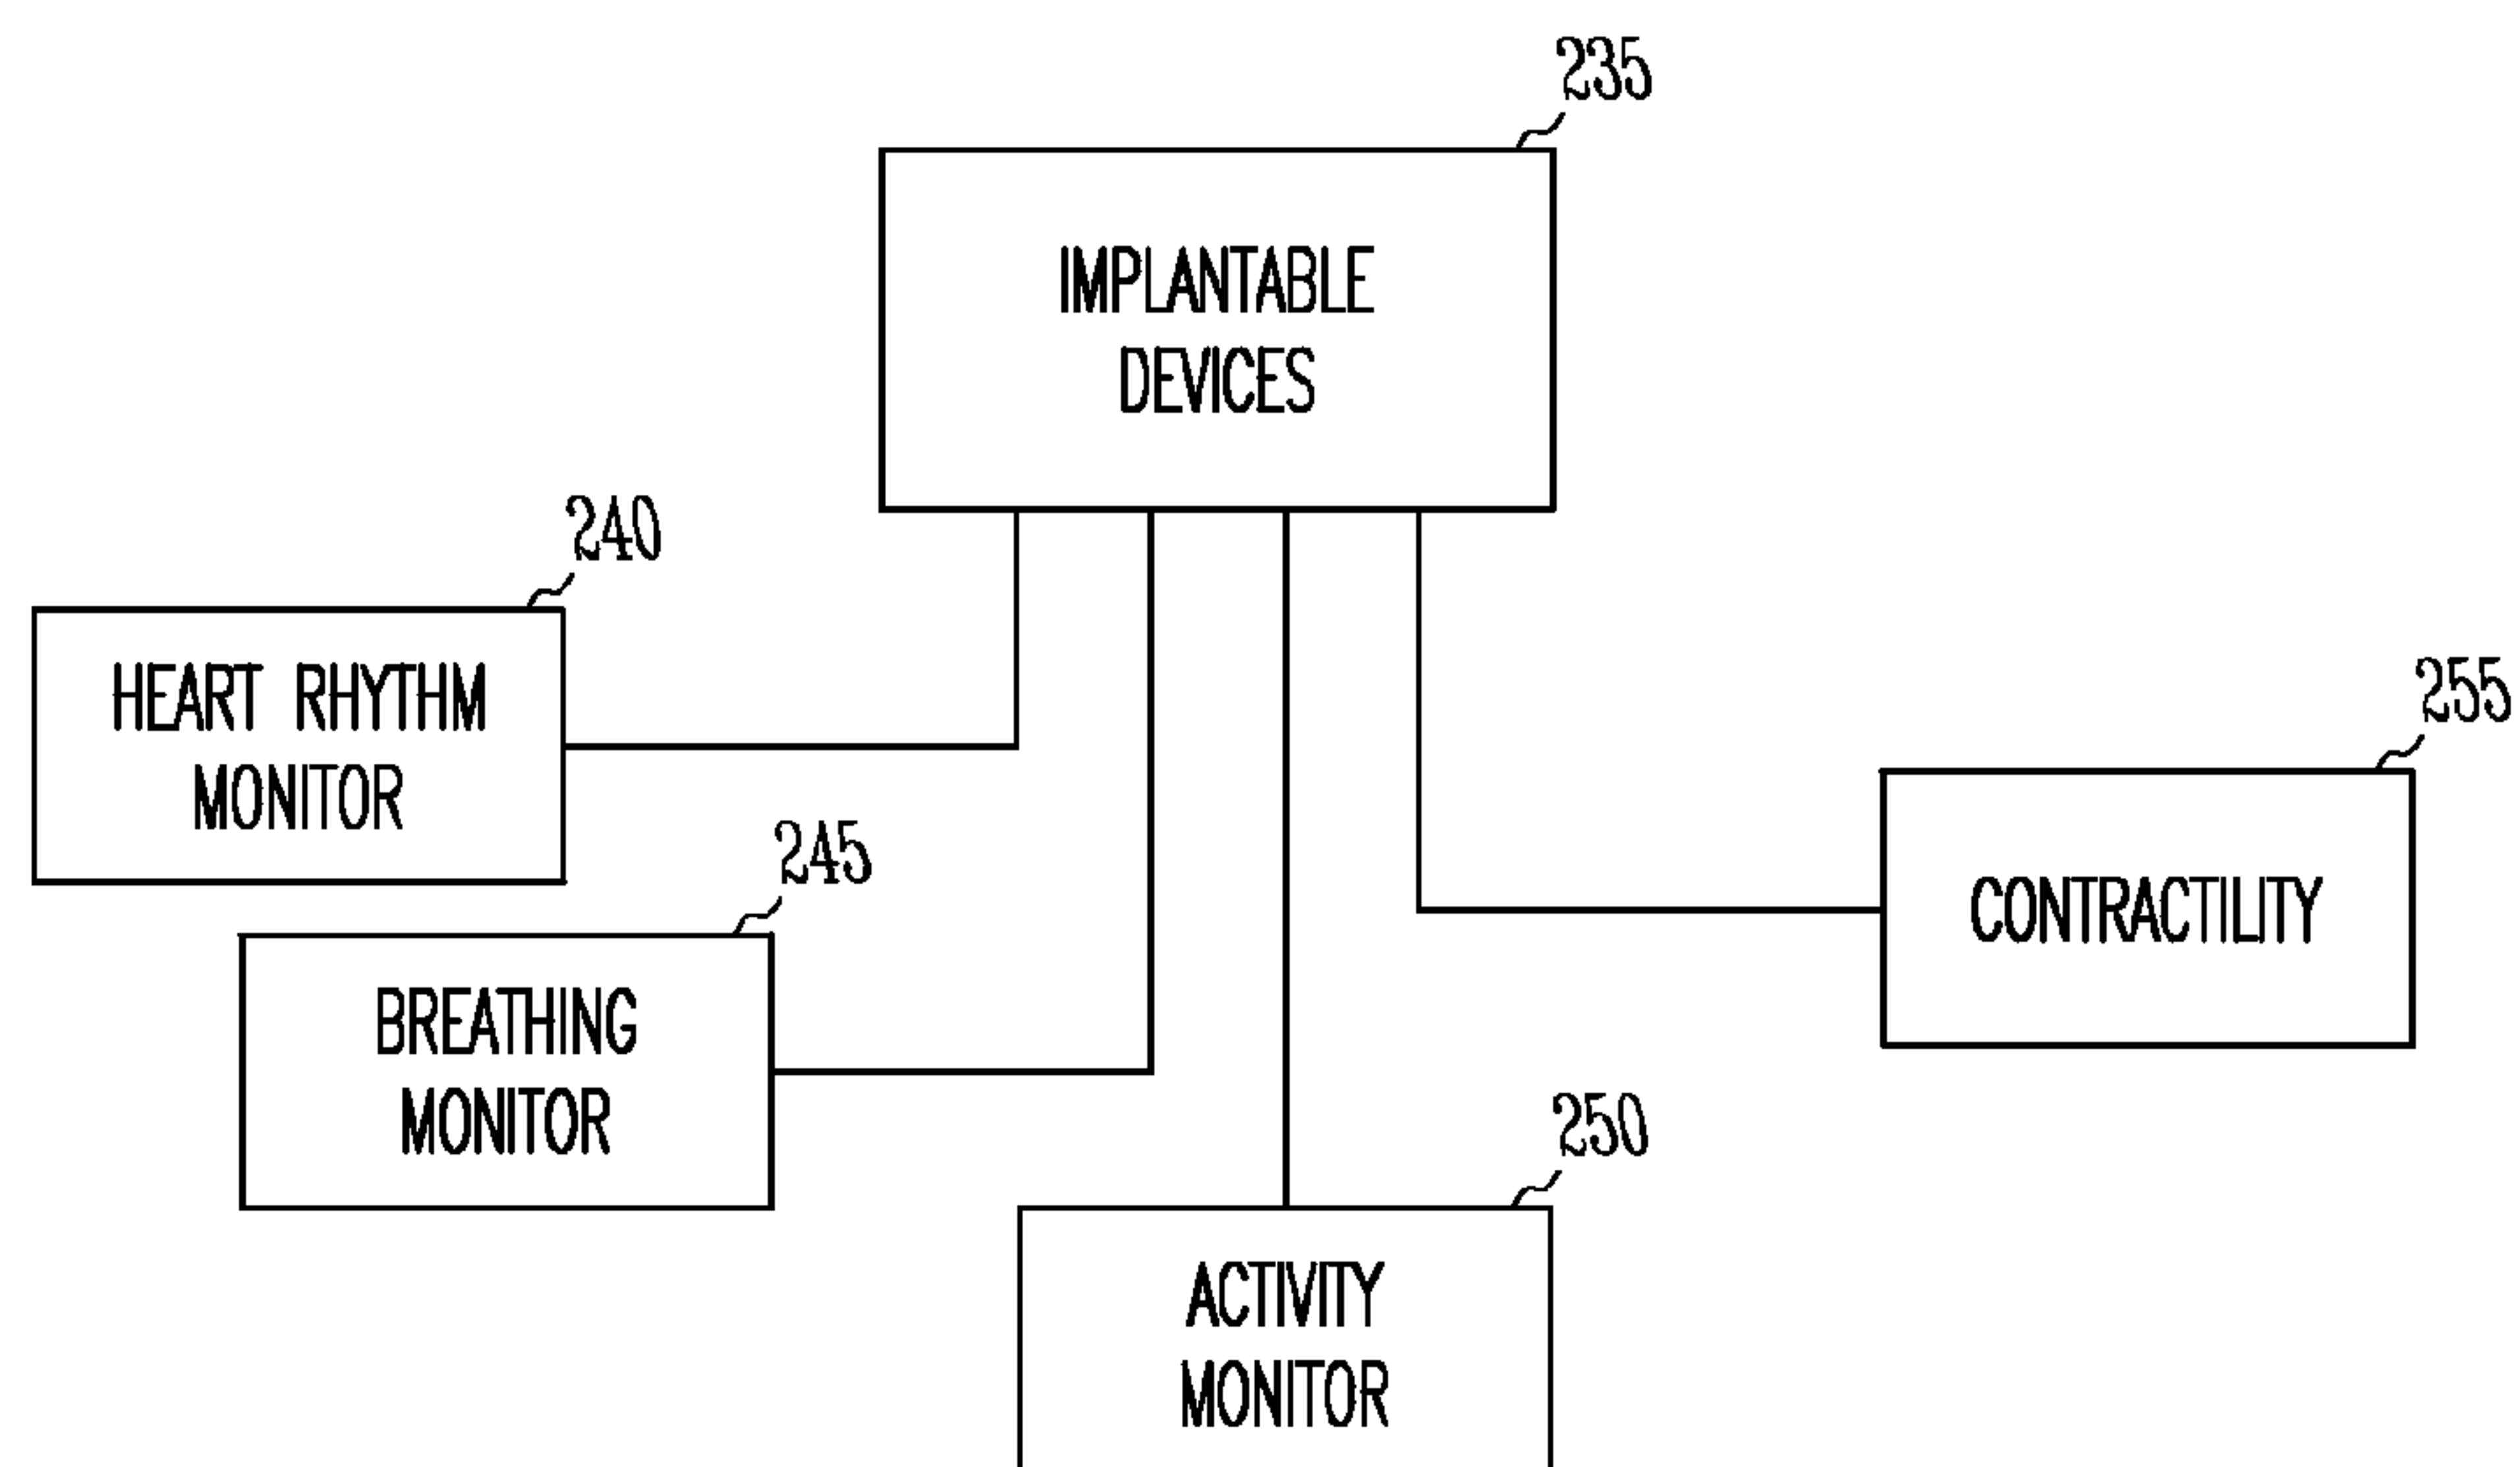 235
IMPLANTABLE
DEVICES
240
HEART RHYTHM
MONITOR
255
CONTRACTILITY
245
BREATHING
MONITOR
250
ACTIVITY
MONITOR